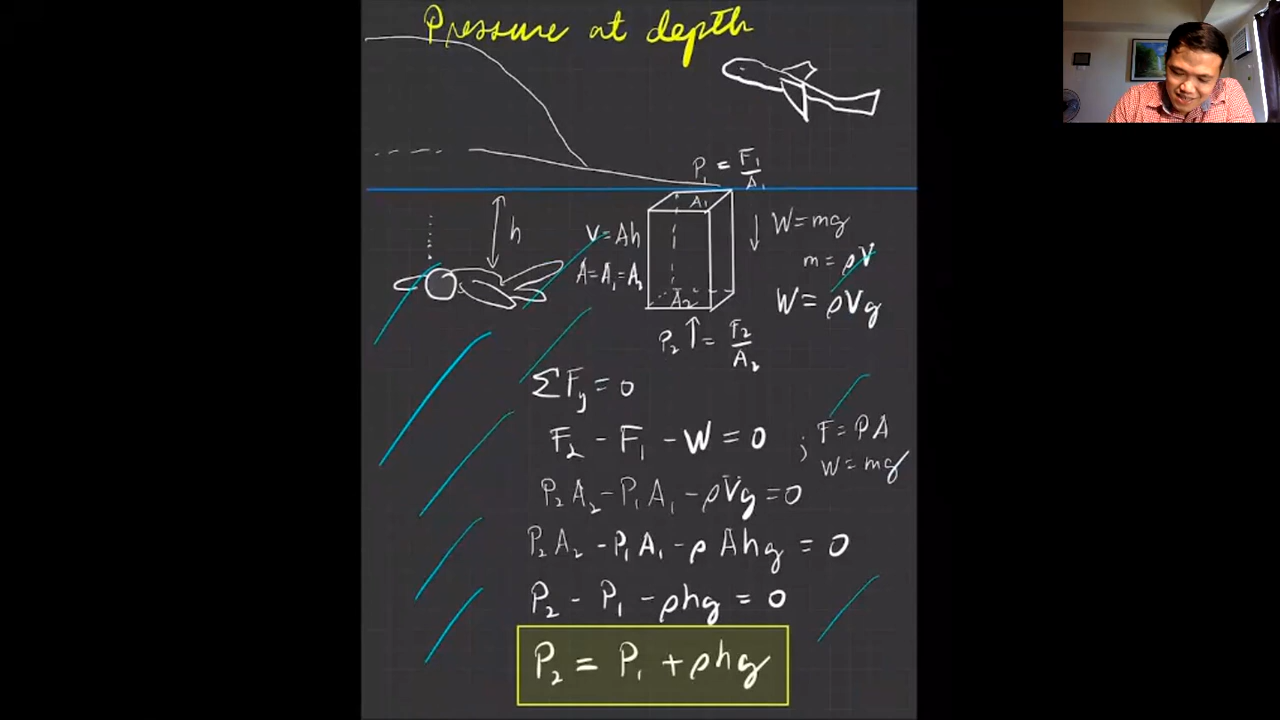 Pressure at depth
P₁ = F₁/A₁
A₁
h
V = Ah
W = mg
A = A₁ = A₂
m = ρV
A₂
W = ρVg
P₂ = F₂/A₂
ΣFy = 0
F₂ - F₁ - W = 0 ; F = PA
W = mg
P₂A₂ - P₁A₁ - ρVg = 0
P₂A₂ - P₁A₁ - ρAhg = 0
P₂ - P₁ - ρhg = 0
P₂ = P₁ + ρhg